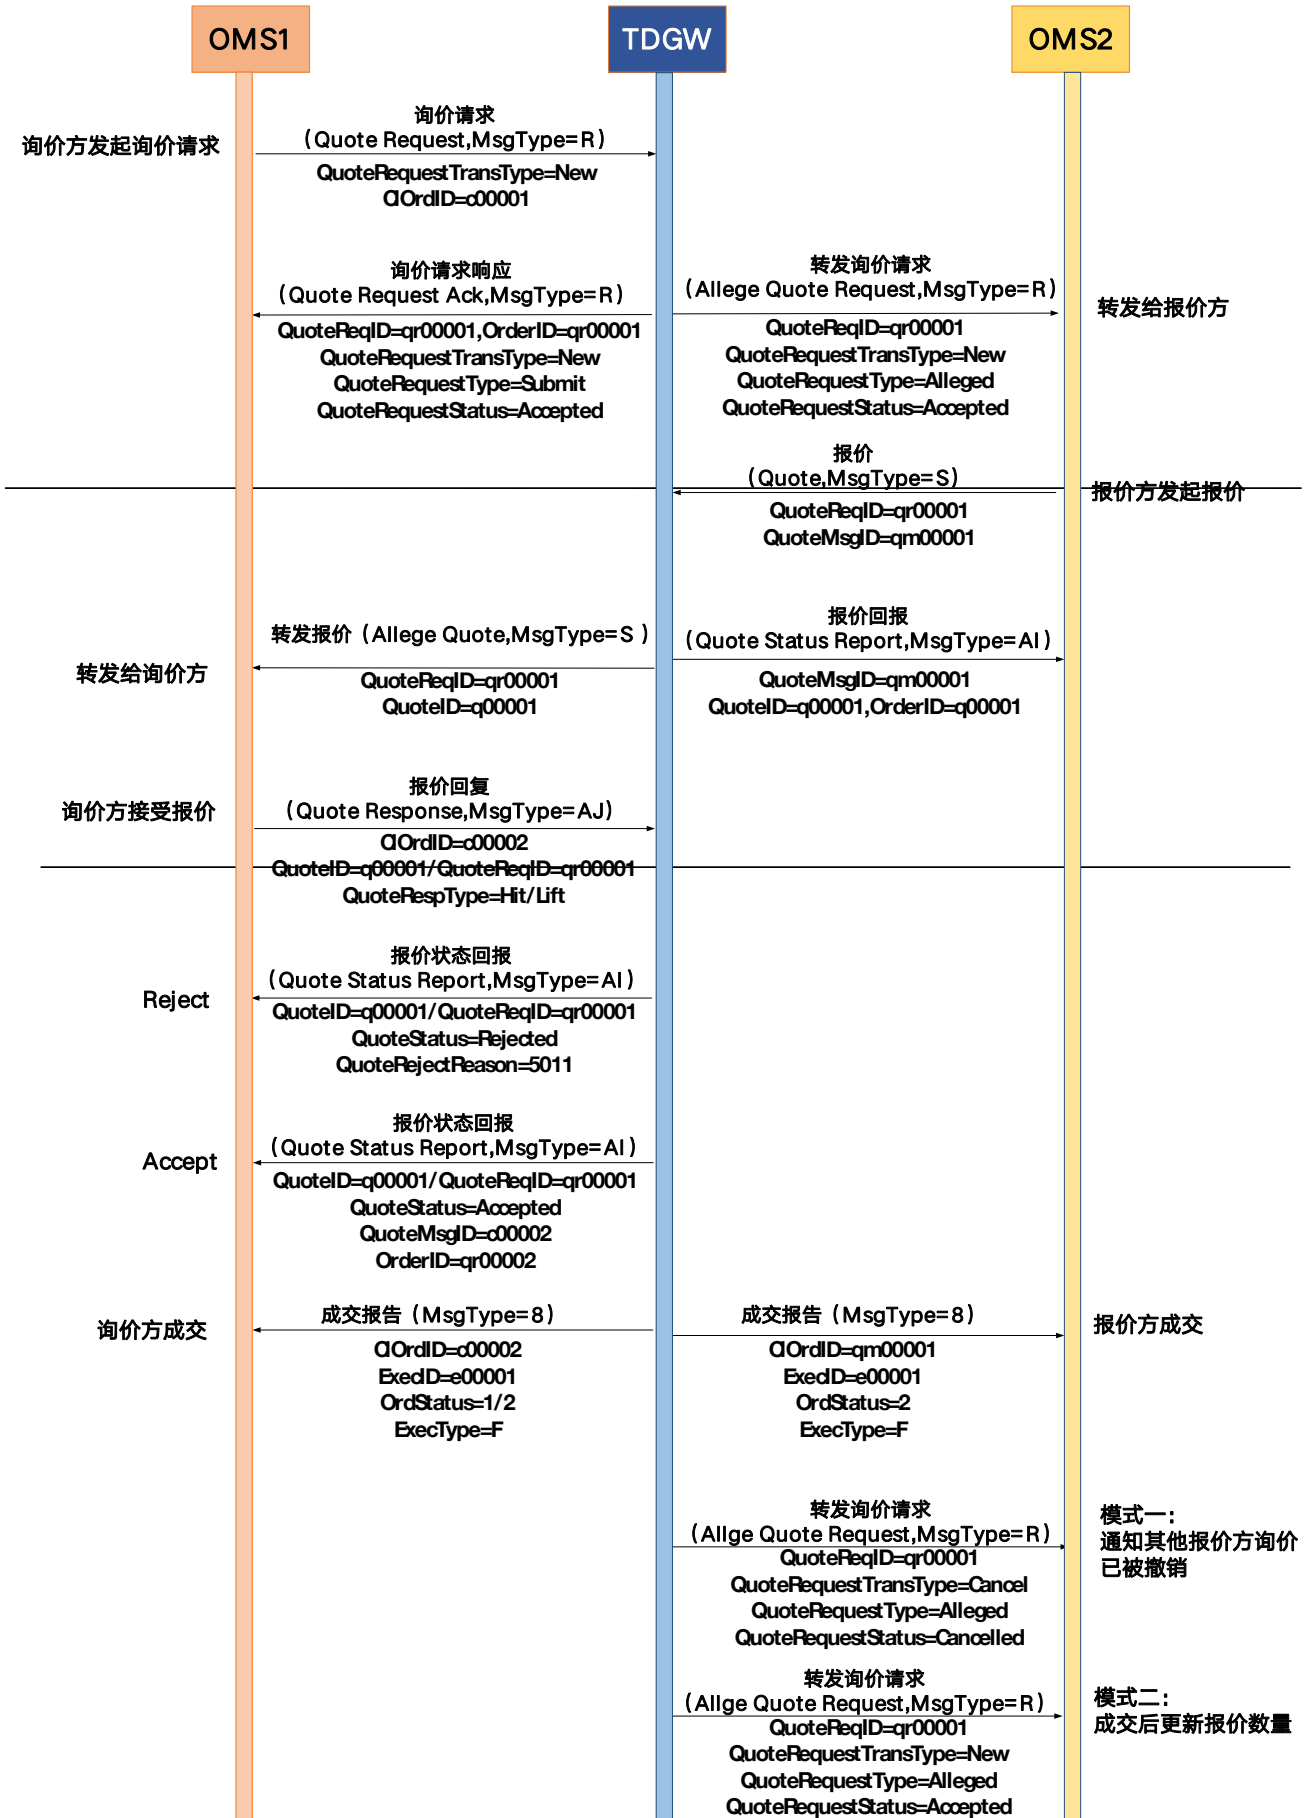 OMS1
TDGW
OMS2
询价请求
(Quote Request,MsgType=R)
询价方发起询价请求
QuoteRequestTransType=New
ClOrdID=c00001
询价请求响应
(Quote Request Ack,MsgType=R)
QuoteReqID=qr00001,OrderID=qr00001
QuoteRequestTransType=New
QuoteRequestType=Submit
QuoteRequestStatus=Accepted
转发询价请求
(Allege Quote Request,MsgType=R)
转发给报价方
QuoteReqID=qr00001
QuoteRequestTransType=New
QuoteRequestType=Alleged
QuoteRequestStatus=Accepted
报价
(Quote,MsgType=S)
报价方发起报价
QuoteReqID=qr00001
QuoteMsgID=qm00001
转发报价(Allege Quote,MsgType=S )
转发给询价方
QuoteReqID=qr00001
QuoteID=q00001
报价回报
(Quote Status Report,MsgType=AI)
QuoteMsgID=qm00001
QuoteID=q00001,OrderID=q00001
报价回复
(Quote Response,MsgType=AJ)
询价方接受报价
ClOrdID=c00002
QuoteID=q00001/QuoteReqID=qr00001
QuoteRespType=Hit/Lift
报价状态回报
(Quote Status Report,MsgType=AI)
Reject
QuoteID=q00001/QuoteReqID=qr00001
QuoteStatus=Rejected
QuoteRejectReason=5011
报价状态回报
(Quote Status Report,MsgType=AI)
Accept
QuoteID=q00001/QuoteReqID=qr00001
QuoteStatus=Accepted
QuoteMsgID=c00002
OrderID=qr00002
成交报告(MsgType=8)
询价方成交
ClOrdID=c00002
ExecID=e00001
OrdStatus=1/2
ExecType=F
成交报告(MsgType=8)
报价方成交
ClOrdID=qm00001
ExecID=e00001
OrdStatus=2
ExecType=F
转发询价请求
(Allge Quote Request,MsgType=R)
QuoteReqID=qr00001
QuoteRequestTransType=Cancel
QuoteRequestType=Alleged
QuoteRequestStatus=Cancelled
模式一:
通知其他报价方询价
已被撤销
转发询价请求
(Allge Quote Request,MsgType=R)
QuoteReqID=qr00001
QuoteRequestTransType=New
QuoteRequestType=Alleged
QuoteRequestStatus=Accepted
模式二:
成交后更新报价数量